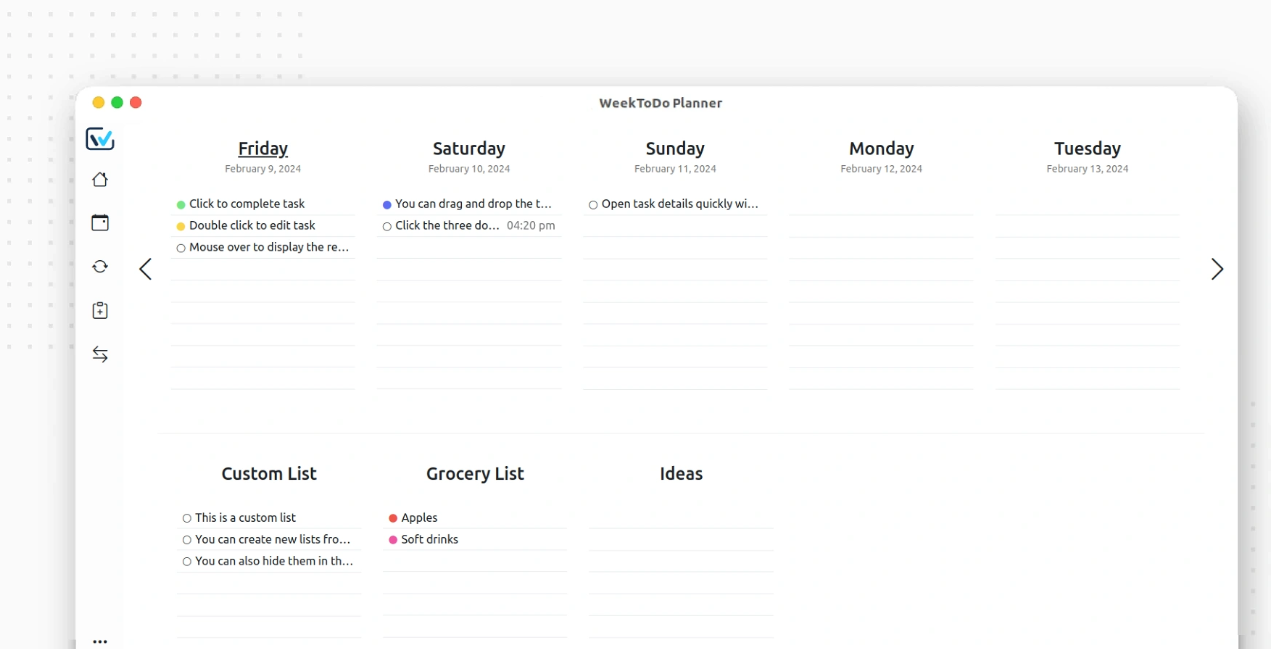 WeekToDo Planner
Friday
February 9, 2024
Click to complete task
Double click to edit task
Mouse over to display the re...
Saturday
February 10, 2024
You can drag and drop the t...
Click the three do... 04:20 pm
Sunday
February 11, 2024
Open task details quickly wi...
Monday
February 12, 2024
Tuesday
February 13, 2024
Custom List
This is a custom list
You can create new lists fro...
You can also hide them in th...
Grocery List
Apples
Soft drinks
Ideas